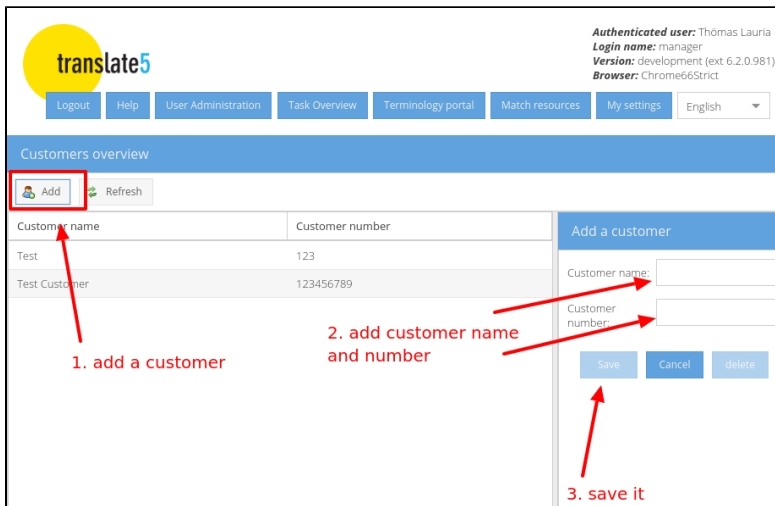 translate5
Authenticated user: Thömas Lauria
Login name: manager
Version: development (ext 6.2.0.981)
Browser: Chrome66Strict
Logout Help User Administration Task Overview Terminology portal Match resources My settings English
Customers overview
Add Refresh
Customer name Customer number
Test 123
Test Customer 123456789
Add a customer
Customer name:
Customer
number:
Save Cancel delete
1. add a customer
2. add customer name
and number
3. save it